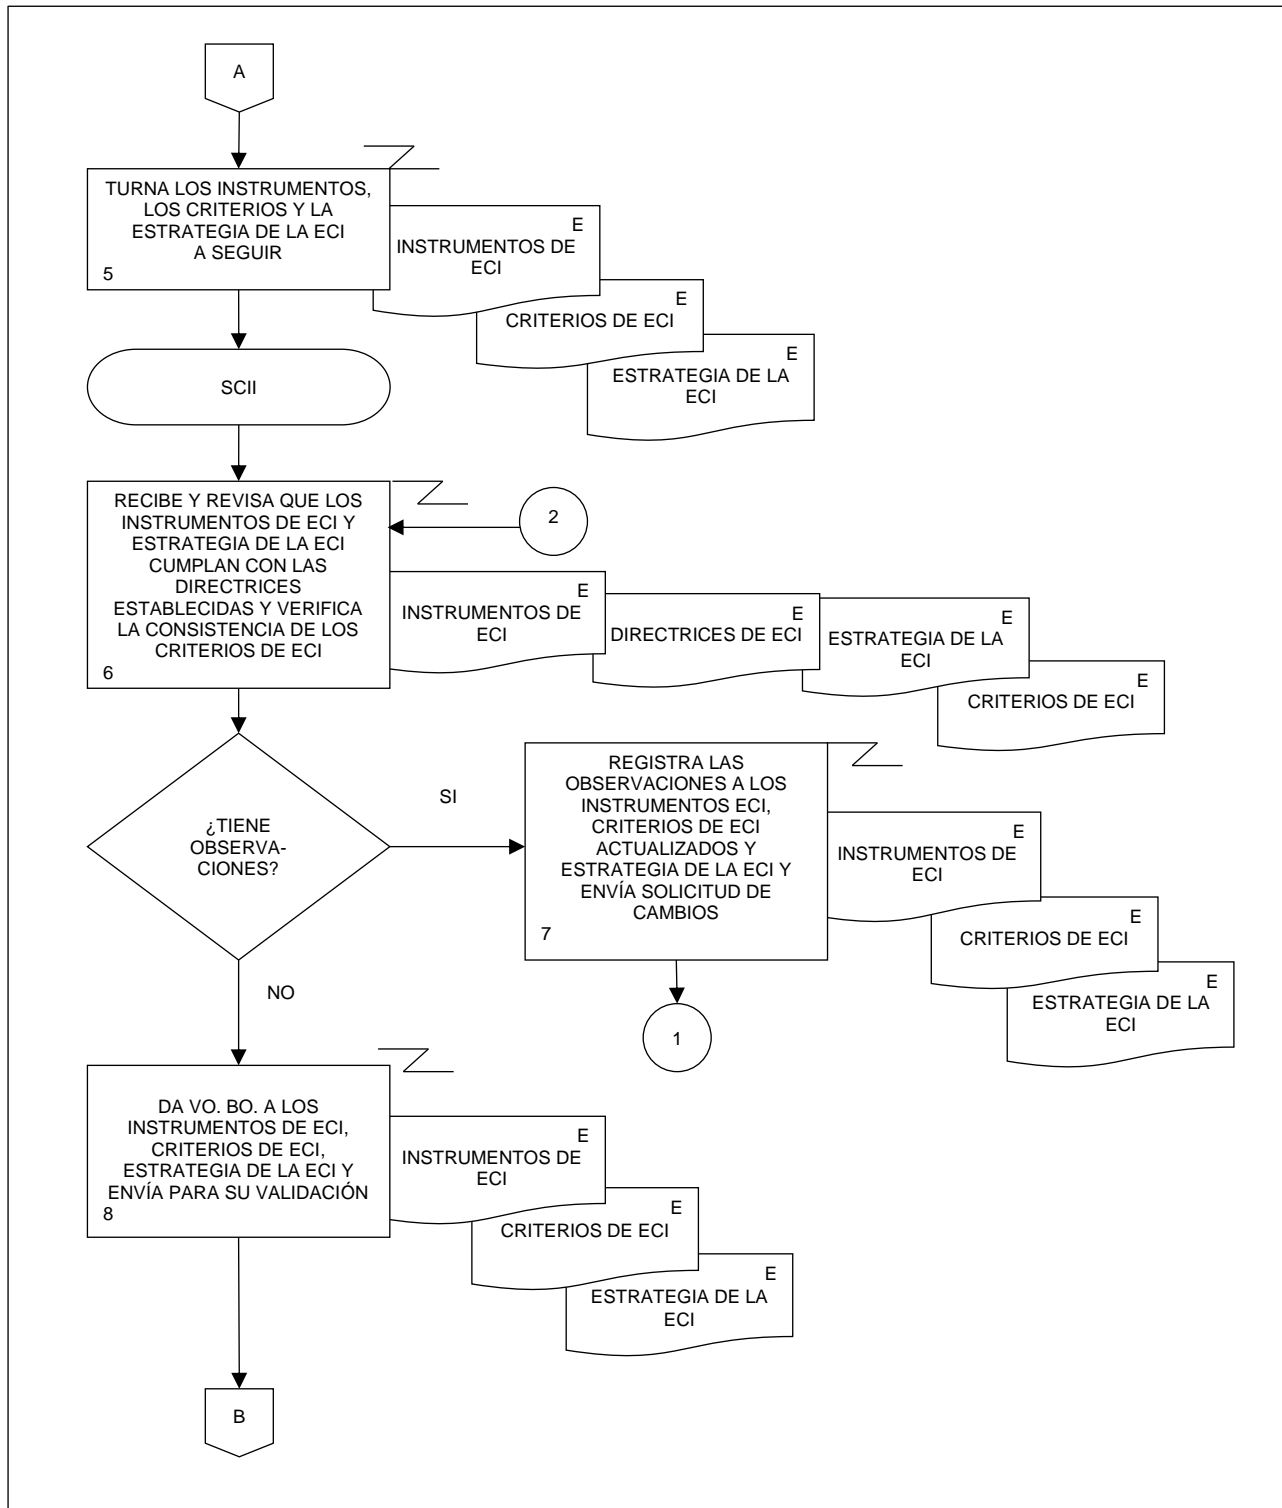 A
TURNA LOS INSTRUMENTOS,
LOS CRITERIOS Y LA
ESTRATEGIA DE LA ECI
A SEGUIR
5
E
INSTRUMENTOS DE
ECI
E
CRITERIOS DE ECI
E
ESTRATEGIA DE LA
ECI
SCII
RECIBE Y REVISA QUE LOS
INSTRUMENTOS DE ECI Y
ESTRATEGIA DE LA ECI
CUMPLAN CON LAS
DIRECTRICES
ESTABLECIDAS Y VERIFICA
LA CONSISTENCIA DE LOS
CRITERIOS DE ECI
6
2
E
INSTRUMENTOS DE
ECI
E
DIRECTRICES DE ECI
E
ESTRATEGIA DE LA
ECI
E
CRITERIOS DE ECI
¿TIENE
OBSERVA-
CIONES?
SI
REGISTRA LAS
OBSERVACIONES A LOS
INSTRUMENTOS ECI,
CRITERIOS DE ECI
ACTUALIZADOS Y
ESTRATEGIA DE LA ECI Y
ENVÍA SOLICITUD DE
CAMBIOS
7
E
INSTRUMENTOS DE
ECI
E
CRITERIOS DE ECI
E
ESTRATEGIA DE LA
ECI
1
NO
DA VO. BO. A LOS
INSTRUMENTOS DE ECI,
CRITERIOS DE ECI,
ESTRATEGIA DE LA ECI Y
ENVÍA PARA SU VALIDACIÓN
8
E
INSTRUMENTOS DE
ECI
E
CRITERIOS DE ECI
E
ESTRATEGIA DE LA
ECI
B